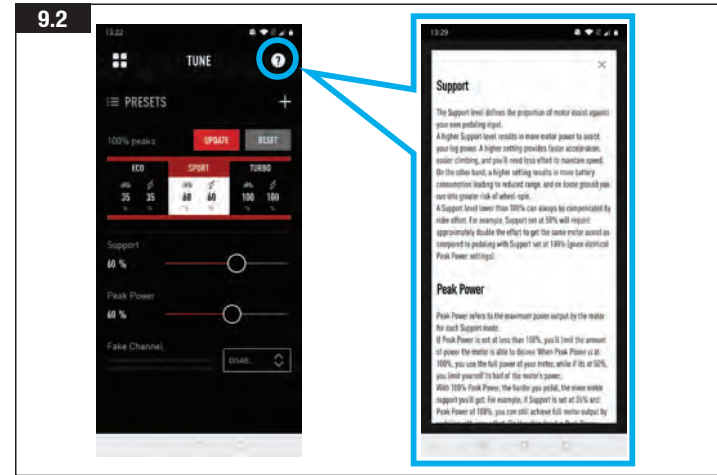 9.2
13:22
TUNE
?
PRESETS
+
100% peaks
UPDATE
RESET
ECO
SPORT
TURBO
35 35
60 60
100 100
% %
% %
% %
Support
60 %
Peak Power
60 %
Fake Channel
DISAB...
13:29
×
Support
The Support level defines the proportion of motor assist against
your own pedaling input.
A higher Support level results in more motor power to assist
your leg power. A higher setting provides faster acceleration,
easier climbing, and you'll need less effort to maintain speed.
On the other hand, a higher setting results in more battery
consumption leading to reduced range, and on loose ground you
run into greater risk of wheel-spin.
A Support level lower than 100% can always be compensated by
rider effort. For example, Support set at 50% will require
approximately double the effort to get the same motor assist as
compared to pedaling with Support set at 100% (given identical
Peak Power settings).
Peak Power
Peak Power refers to the maximum power output by the motor
for each Support mode.
If Peak Power is set at less than 100%, you'll limit the amount
of power the motor is able to deliver. When Peak Power is at
100%, you use the full power of your motor, while if its at 50%,
you limit yourself to half of the motor's power.
With 100% Peak Power, the harder you pedal, the more motor
support you'll get. For example, if Support is set at 35% and
Peak Power at 100%, you can still achieve full motor output by